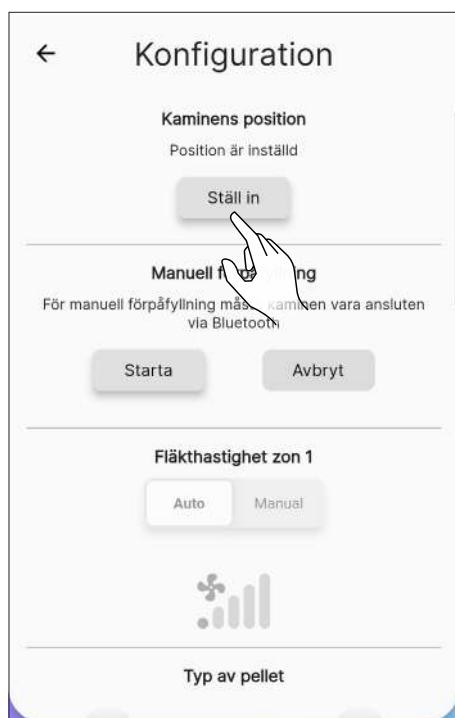 Konfiguration
Kaminens position
Position är inställd
Ställ in
Manuell
För manuell förpåfyllning kaminen vara ansluten
via Bluetooth
Starta
Avbryt
Fläkthastighet zon 1
Auto
Manual
Typ av pellet